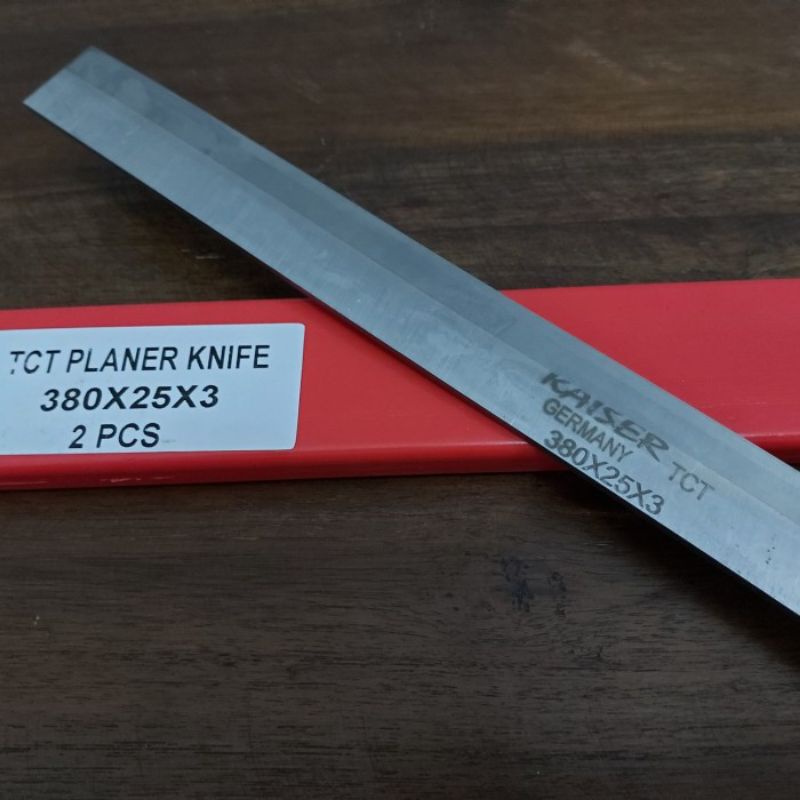 TCT PLANER KNIFE
380X25X3
2 PCS
KAISER
GERMANY TCT
380X25X3